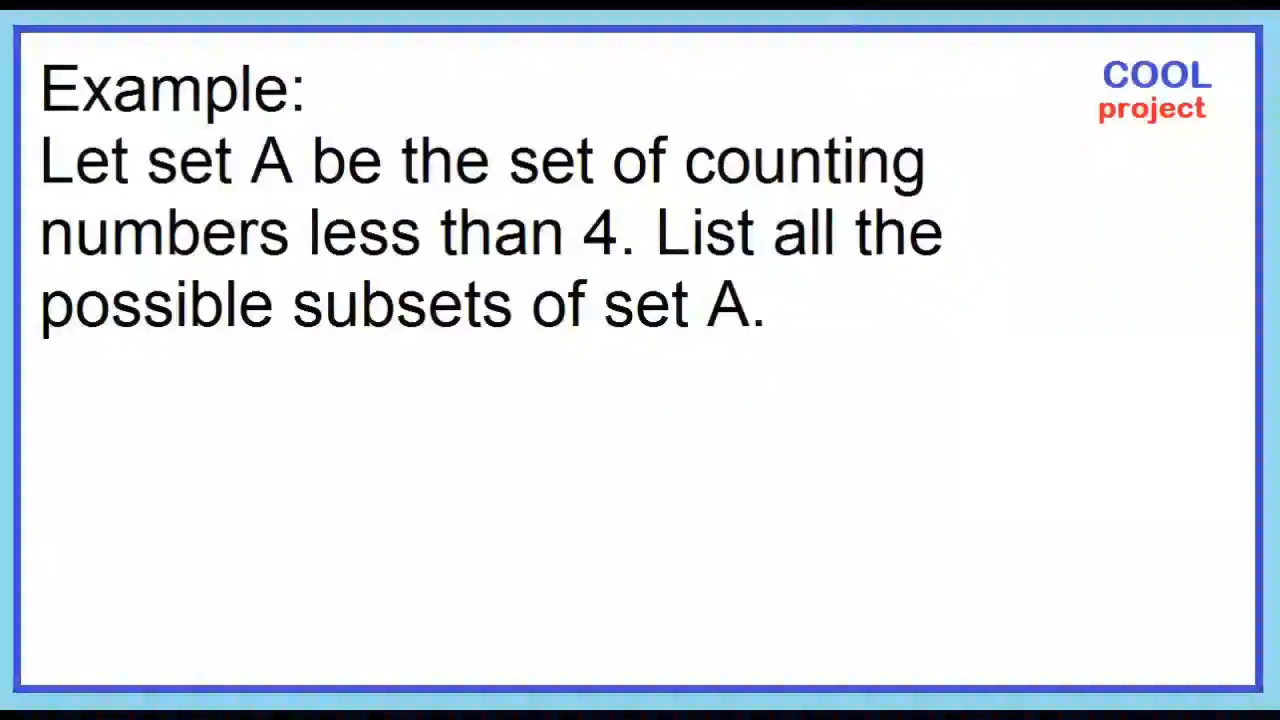 Example:
COOL
project
Let set A be the set of counting
numbers less than 4. List all the
possible subsets of set A.